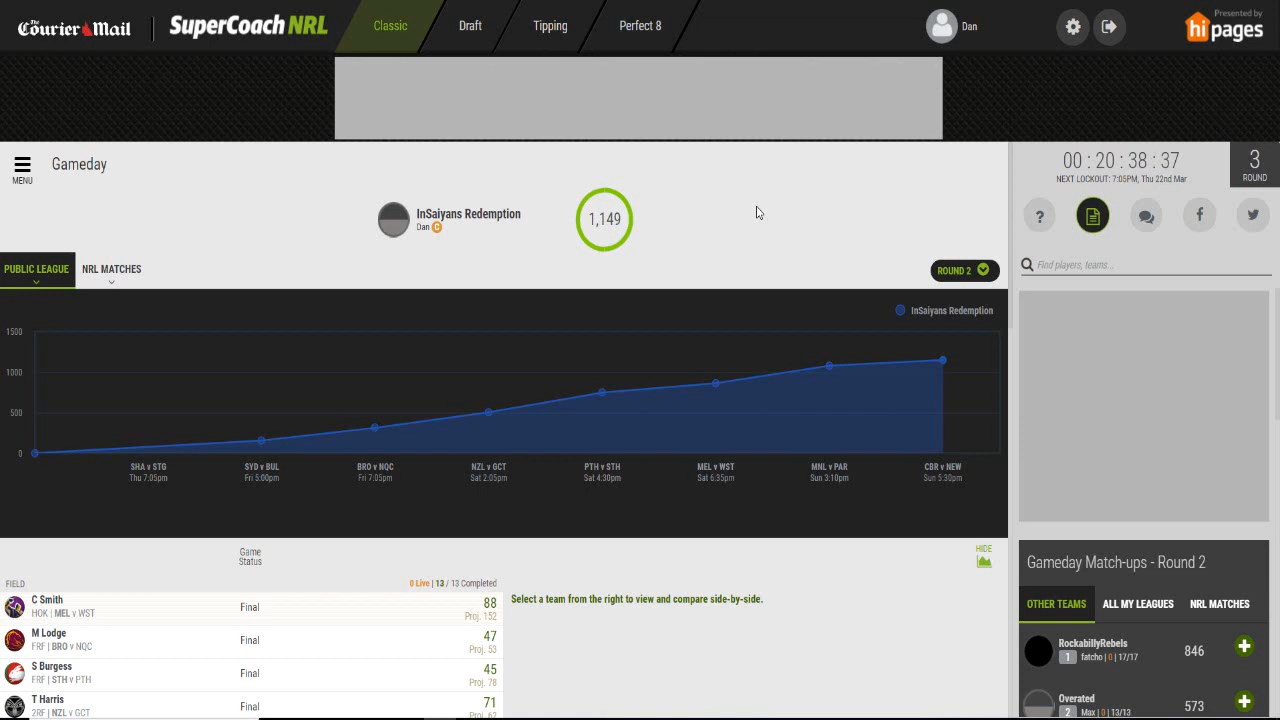 The Courier Mail
SuperCoach NRL
Classic
Draft
Tipping
Perfect 8
Dan
Presented by
hipages
MENU
Gameday
InSaiyans Redemption
Dan C
1,149
00 : 20 : 38 : 37
NEXT LOCKOUT: 7:05PM, Thu 22nd Mar
3
ROUND
?
Find players, teams...
PUBLIC LEAGUE
NRL MATCHES
ROUND 2
InSaiyans Redemption
1500
1000
500
0
SHA v STG
Thu 7:05pm
SYD v BUL
Fri 5:00pm
BRO v NQC
Fri 7.05pm
NZL v GCT
Sat 2:05pm
PTH v STH
Sat 4:30pm
MEL v WST
Sat 6:35pm
MNL v PAR
Sun 3:10pm
CBR v NEW
Sun 5:30pm
Game
Status
HIDE
FIELD
0 Live | 13 / 13 Completed
C Smith
HOK | MEL v WST
Final
88
Proj. 152
M Lodge
FRF | BRO v NQC
Final
47
Proj. 53
S Burgess
FRF | STH v PTH
Final
45
Proj. 78
T Harris
2RF | NZL v GCT
Final
71
Proj. 62
Select a team from the right to view and compare side-by-side.
Gameday Match-ups - Round 2
OTHER TEAMS
ALL MY LEAGUES
NRL MATCHES
RockabillyRebels
1 fatcho | 0 | 17/17
846
Overated
2 Max | 0 | 13/13
573